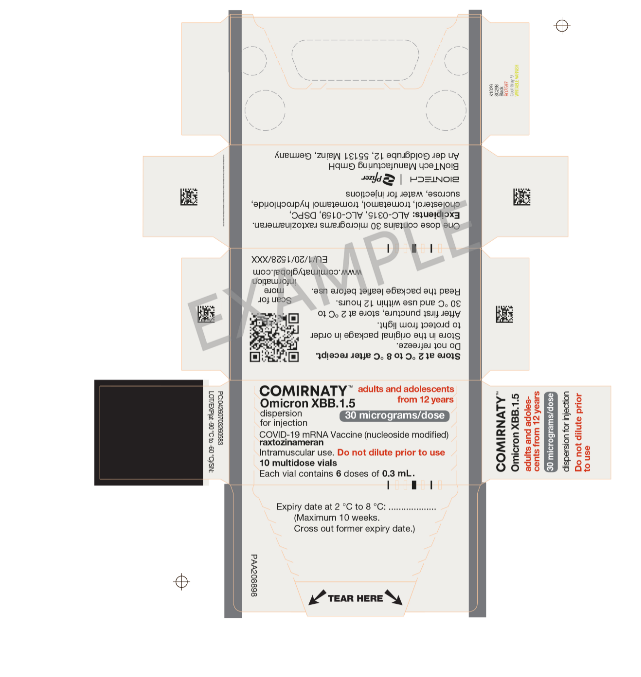 One dose contains 30 micrograms raxtozinameran.
Excipients: ALC-0315, ALC-0159, DSPC,
cholesterol, trometamol, trometamol hydrochloride,
sucrose, water for injections
BIONTECH | Pfizer
BioNTech Manufacturing GmbH
An der Goldgrube 12, 55131 Mainz, Germany
EXAMPLE
Store at 2 °C to 8 °C after receipt.
Do not refreeze.
Store in the original package in order
to protect from light.
After first puncture, store at 2 °C to
30 °C and use within 12 hours.
Read the package leaflet before use.
Scan for
more
information
www.comirnatyglobal.com
EU/1/20/1528/XXX
COMIRNATY™
Omicron XBB.1.5
adults and adolescents
from 12 years
dispersion
for injection
30 micrograms/dose
COVID-19 mRNA Vaccine (nucleoside modified)
raxtozinameran
Intramuscular use. Do not dilute prior to use
10 multidose vials
Each vial contains 6 doses of 0.3 mL.
Expiry date at 2 °C to 8 °C: ...................
(Maximum 10 weeks.
Cross out former expiry date.)
PAA208898
TEAR HERE
COMIRNATY™
Omicron XBB.1.5
adults and adoles-
cents from 12 years
30 micrograms/dose
dispersion for injection
Do not dilute prior
to use